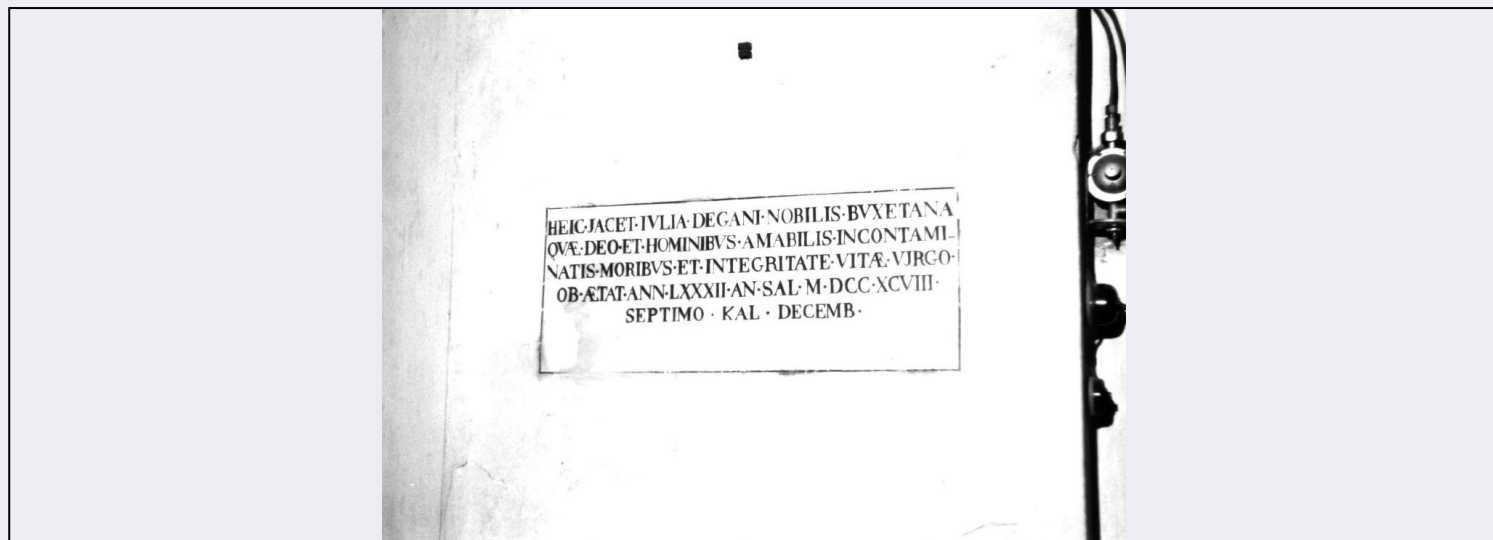 HEIC·JACET·IVLIA·DEGANI·NOBILIS·BVXETANA
QVÆ·DEO·ET·HOMINIBVS·AMABILIS·INCONTAMI-
NATIS·MORIBVS·ET·INTEGRITATE·VITÆ·VJRGO·
OB·ÆTAT·ANN·LXXXII·AN·SAL·M·DCC·XCVIII·
SEPTIMO · KAL · DECEMB·